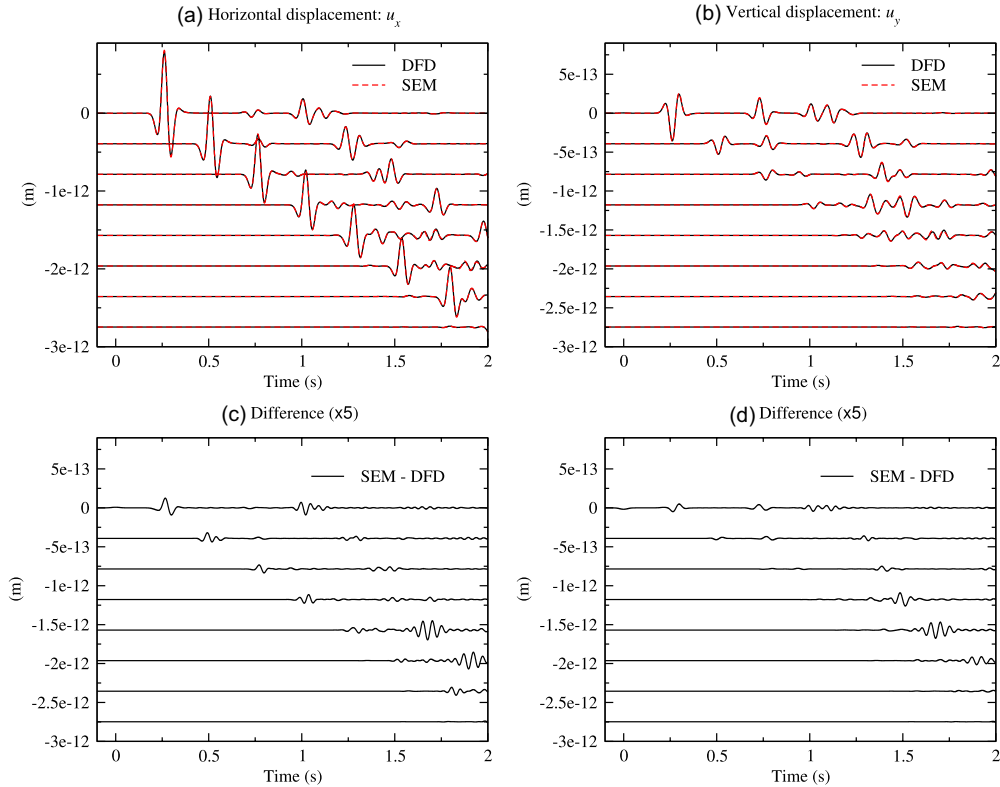 (a) Horizontal displacement: u_x
DFD
SEM
0
-1e-12
-2e-12
-3e-12
(m)
0
0.5
1
1.5
2
Time (s)
(b) Vertical displacement: u_y
DFD
SEM
5e-13
0
-5e-13
-1e-12
-1.5e-12
-2e-12
-2.5e-12
-3e-12
(m)
0
0.5
1
1.5
2
Time (s)
(c) Difference (x5)
SEM - DFD
5e-13
0
-5e-13
-1e-12
-1.5e-12
-2e-12
-2.5e-12
-3e-12
(m)
0
0.5
1
1.5
2
Time (s)
(d) Difference (x5)
SEM - DFD
5e-13
0
-5e-13
-1e-12
-1.5e-12
-2e-12
-2.5e-12
-3e-12
(m)
0
0.5
1
1.5
2
Time (s)